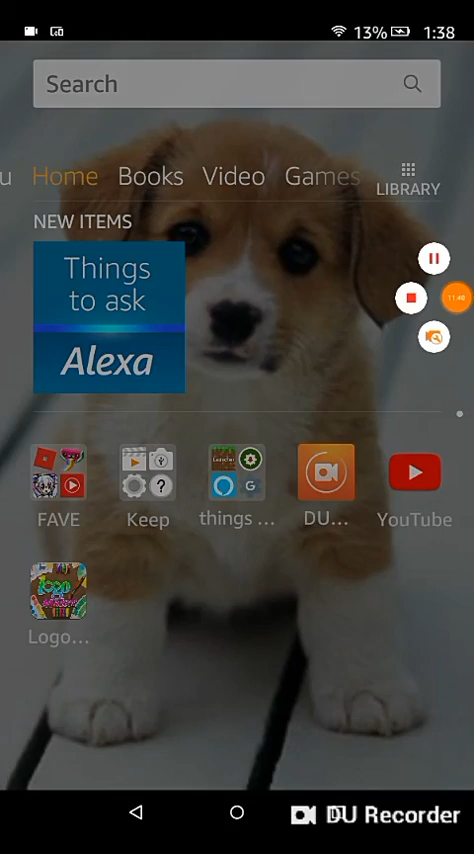 13% 1:38
Search
u Home Books Video Games LIBRARY
NEW ITEMS
Things
to ask
Alexa
11:48
FAVE Keep things ... DU... YouTube
Logo...
DU Recorder